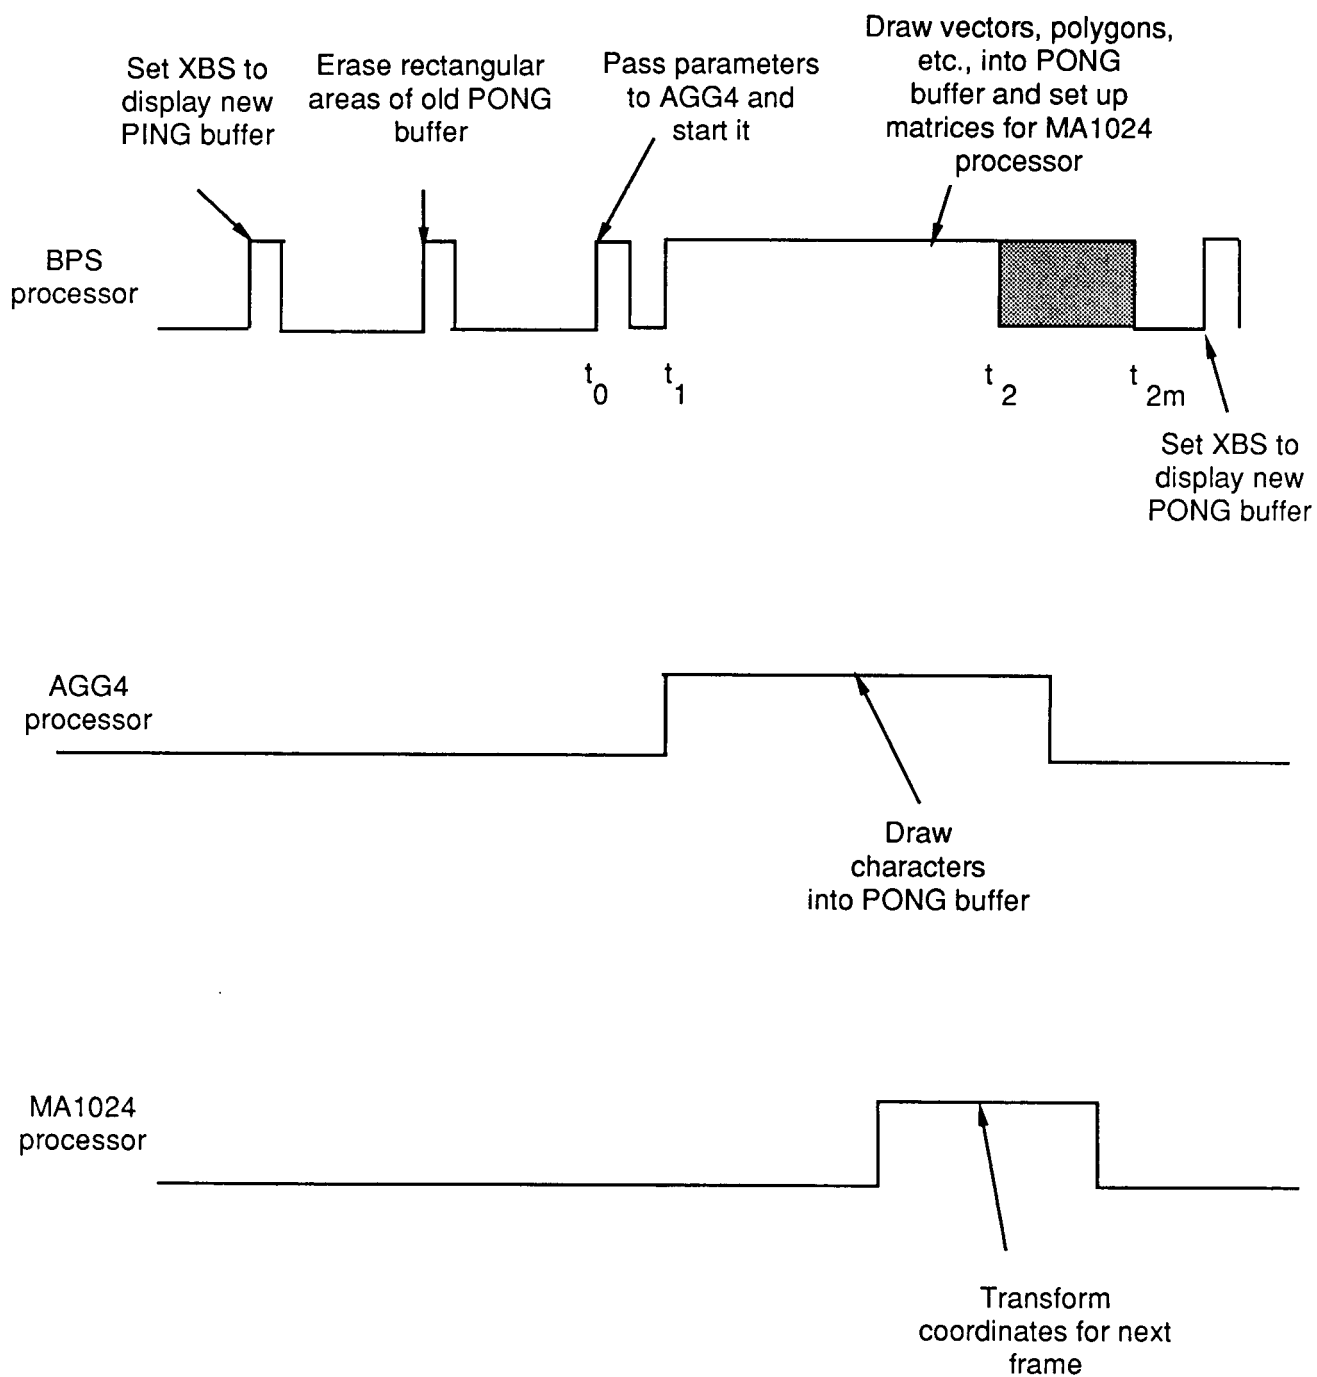 Set XBS to
display new
PING buffer
Erase rectangular
areas of old PONG
buffer
Pass parameters
to AGG4 and
start it
Draw vectors, polygons,
etc., into PONG
buffer and set up
matrices for MA1024
processor
BPS
processor
t0
t1
t2
t2m
Set XBS to
display new
PONG buffer
AGG4
processor
Draw
characters
into PONG buffer
MA1024
processor
Transform
coordinates for next
frame